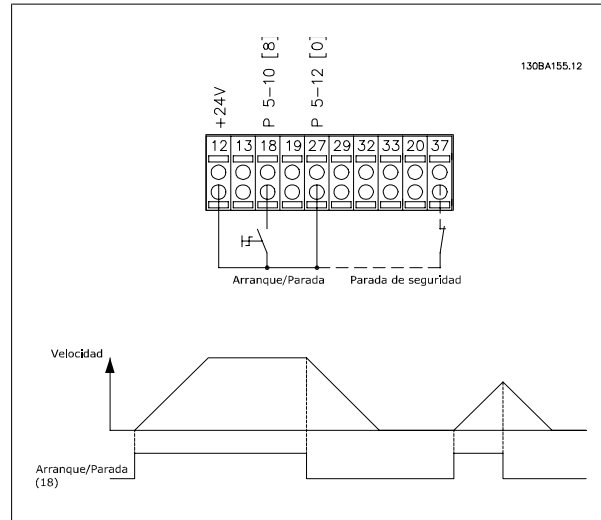 130BA155.12
+24V
P 5-10 [8]
P 5-12 [0]
12 13 18 19 27 29 32 33 20 37
Arranque/Parada Parada de seguridad
Velocidad
Arranque/Parada
(18)